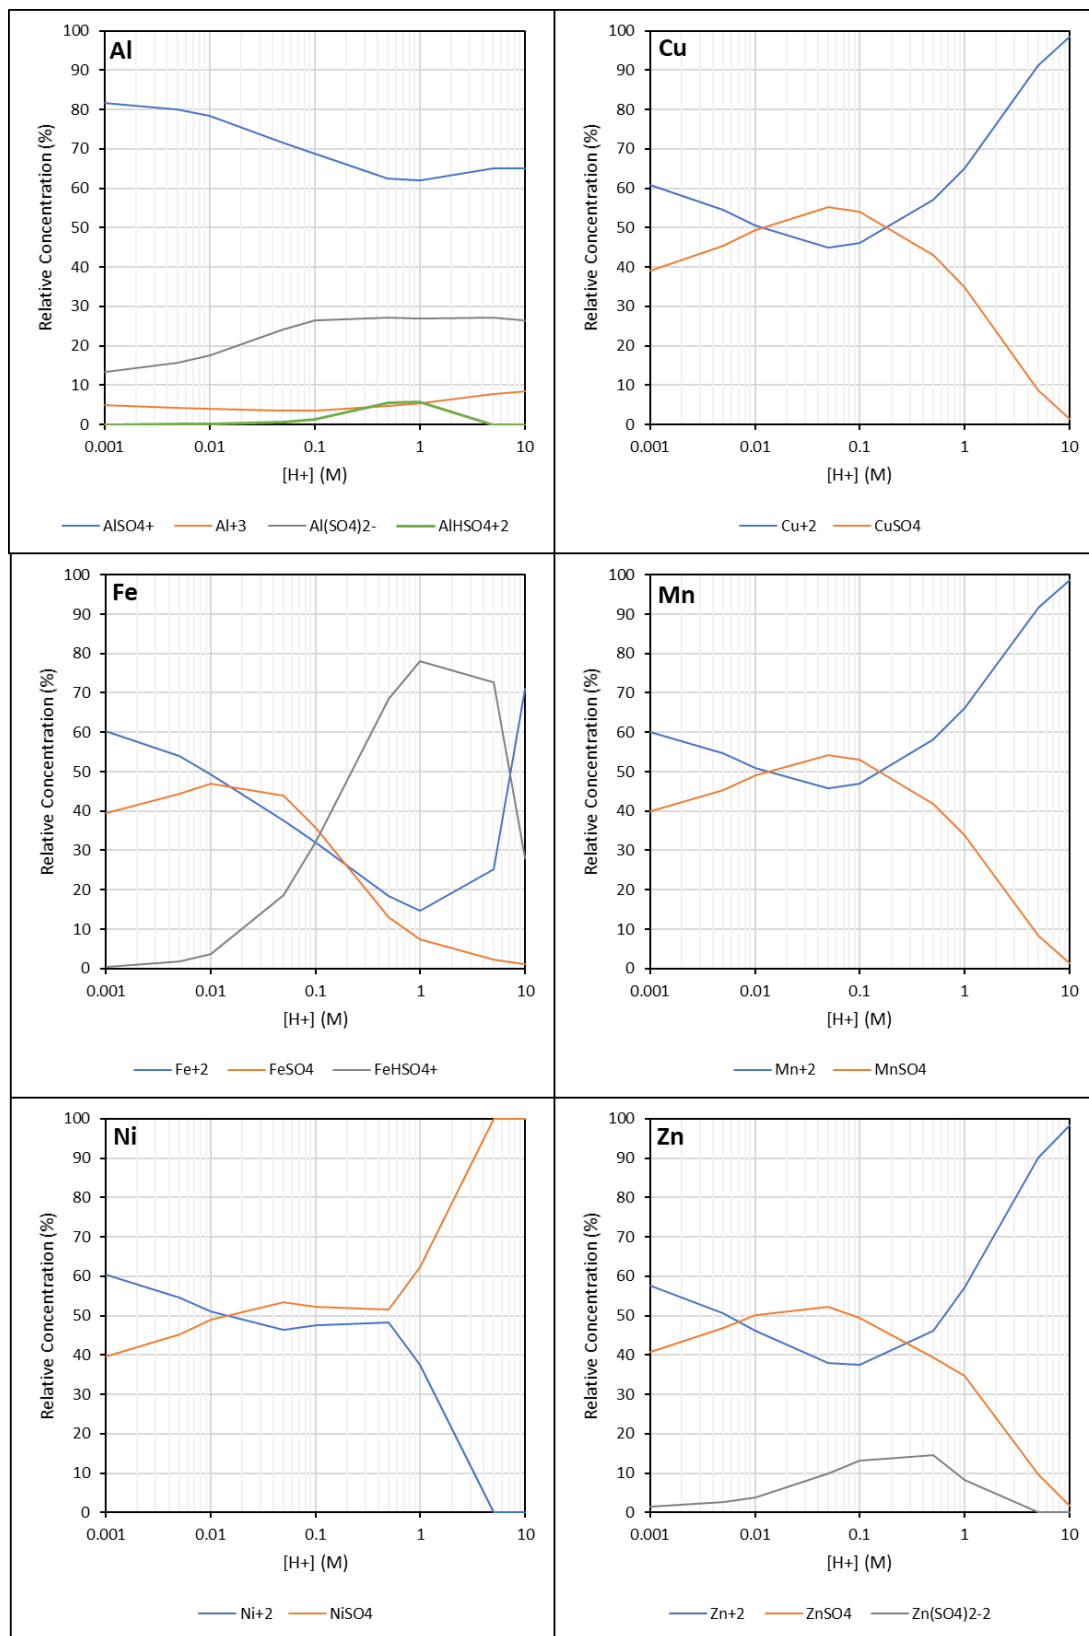 Al
Relative Concentration (%)
100
90
80
70
60
50
40
30
20
10
0
0.001 0.01 0.1 1 10
[H+] (M)
AlSO4+ Al+3 Al(SO4)2- AlHSO4+2
Cu
Relative Concentration (%)
100
90
80
70
60
50
40
30
20
10
0
0.001 0.01 0.1 1 10
[H+] (M)
Cu+2 CuSO4
Fe
Relative Concentration (%)
100
90
80
70
60
50
40
30
20
10
0
0.001 0.01 0.1 1 10
[H+] (M)
Fe+2 FeSO4 FeHSO4+
Mn
Relative Concentration (%)
100
90
80
70
60
50
40
30
20
10
0
0.001 0.01 0.1 1 10
[H+] (M)
Mn+2 MnSO4
Ni
Relative Concentration (%)
100
90
80
70
60
50
40
30
20
10
0
0.001 0.01 0.1 1 10
[H+] (M)
Ni+2 NiSO4
Zn
Relative Concentration (%)
100
90
80
70
60
50
40
30
20
10
0
0.001 0.01 0.1 1 10
[H+] (M)
Zn+2 ZnSO4 Zn(SO4)2-2